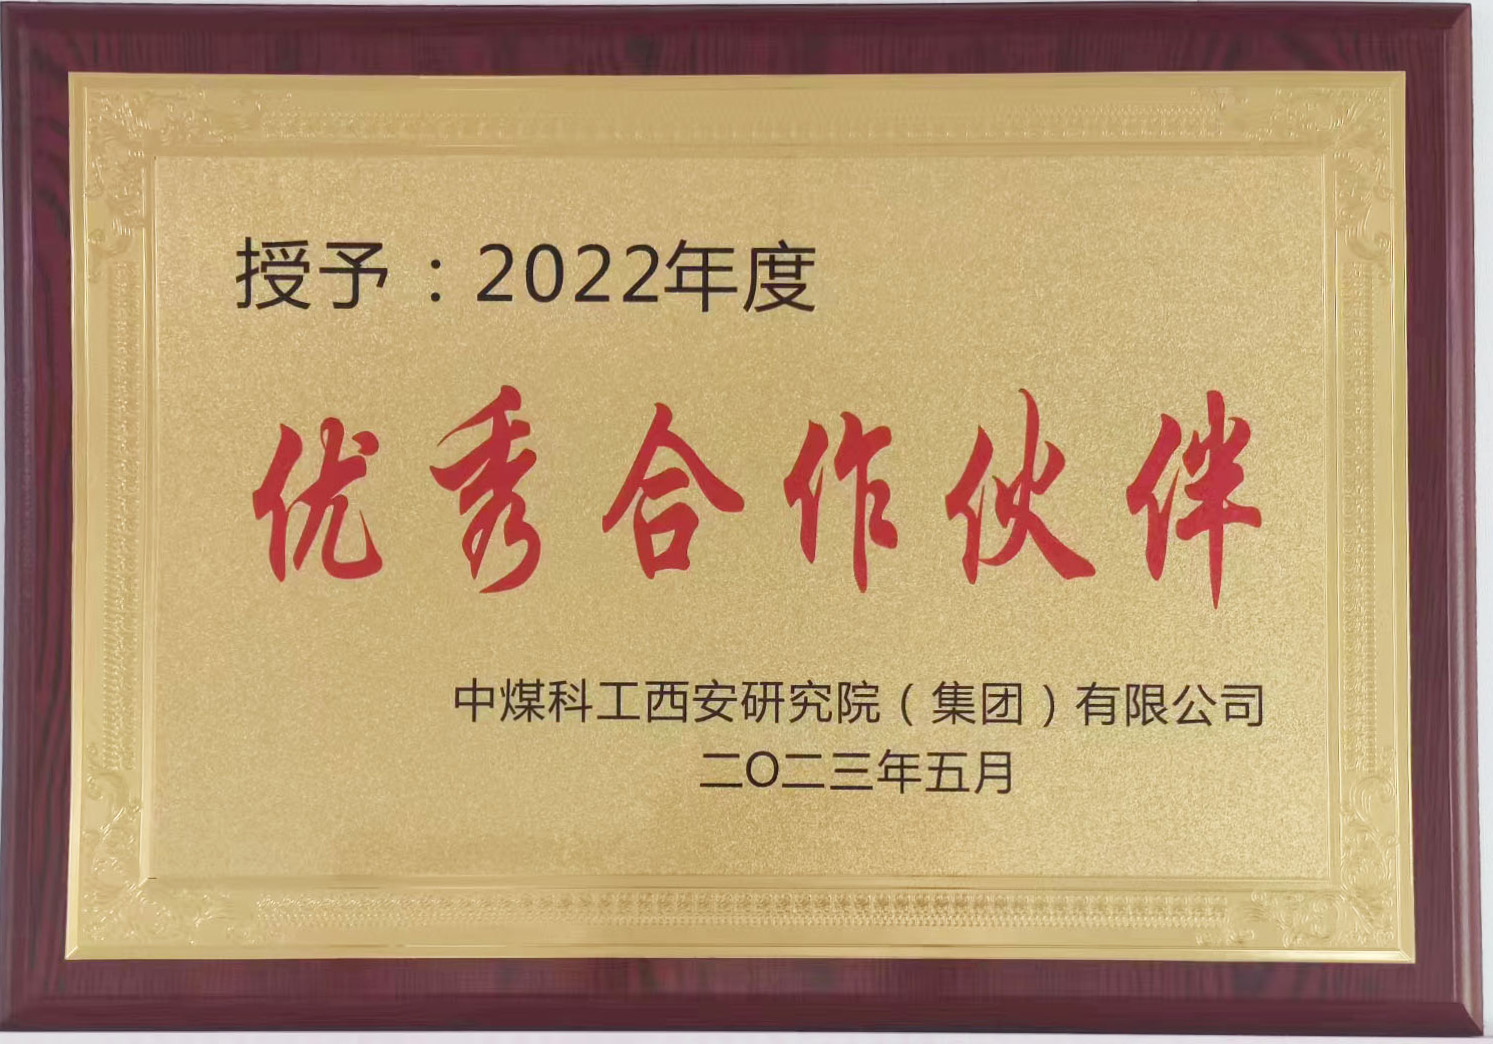 授予：2022年度
优秀合作伙伴
中煤科工西安研究院（集团）有限公司
二〇二三年五月